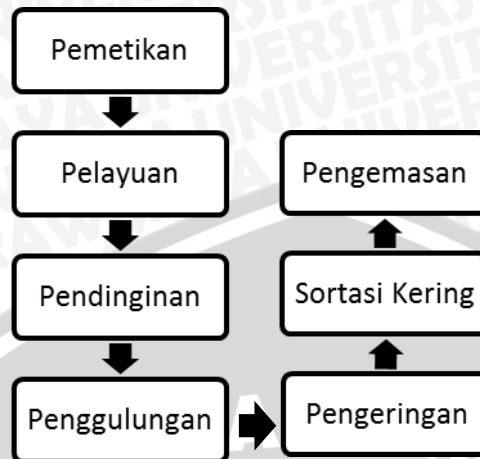 Pemetikan
Pelayuan
Pendinginan
Penggulungan
Pengeringan
Sortasi Kering
Pengemasan